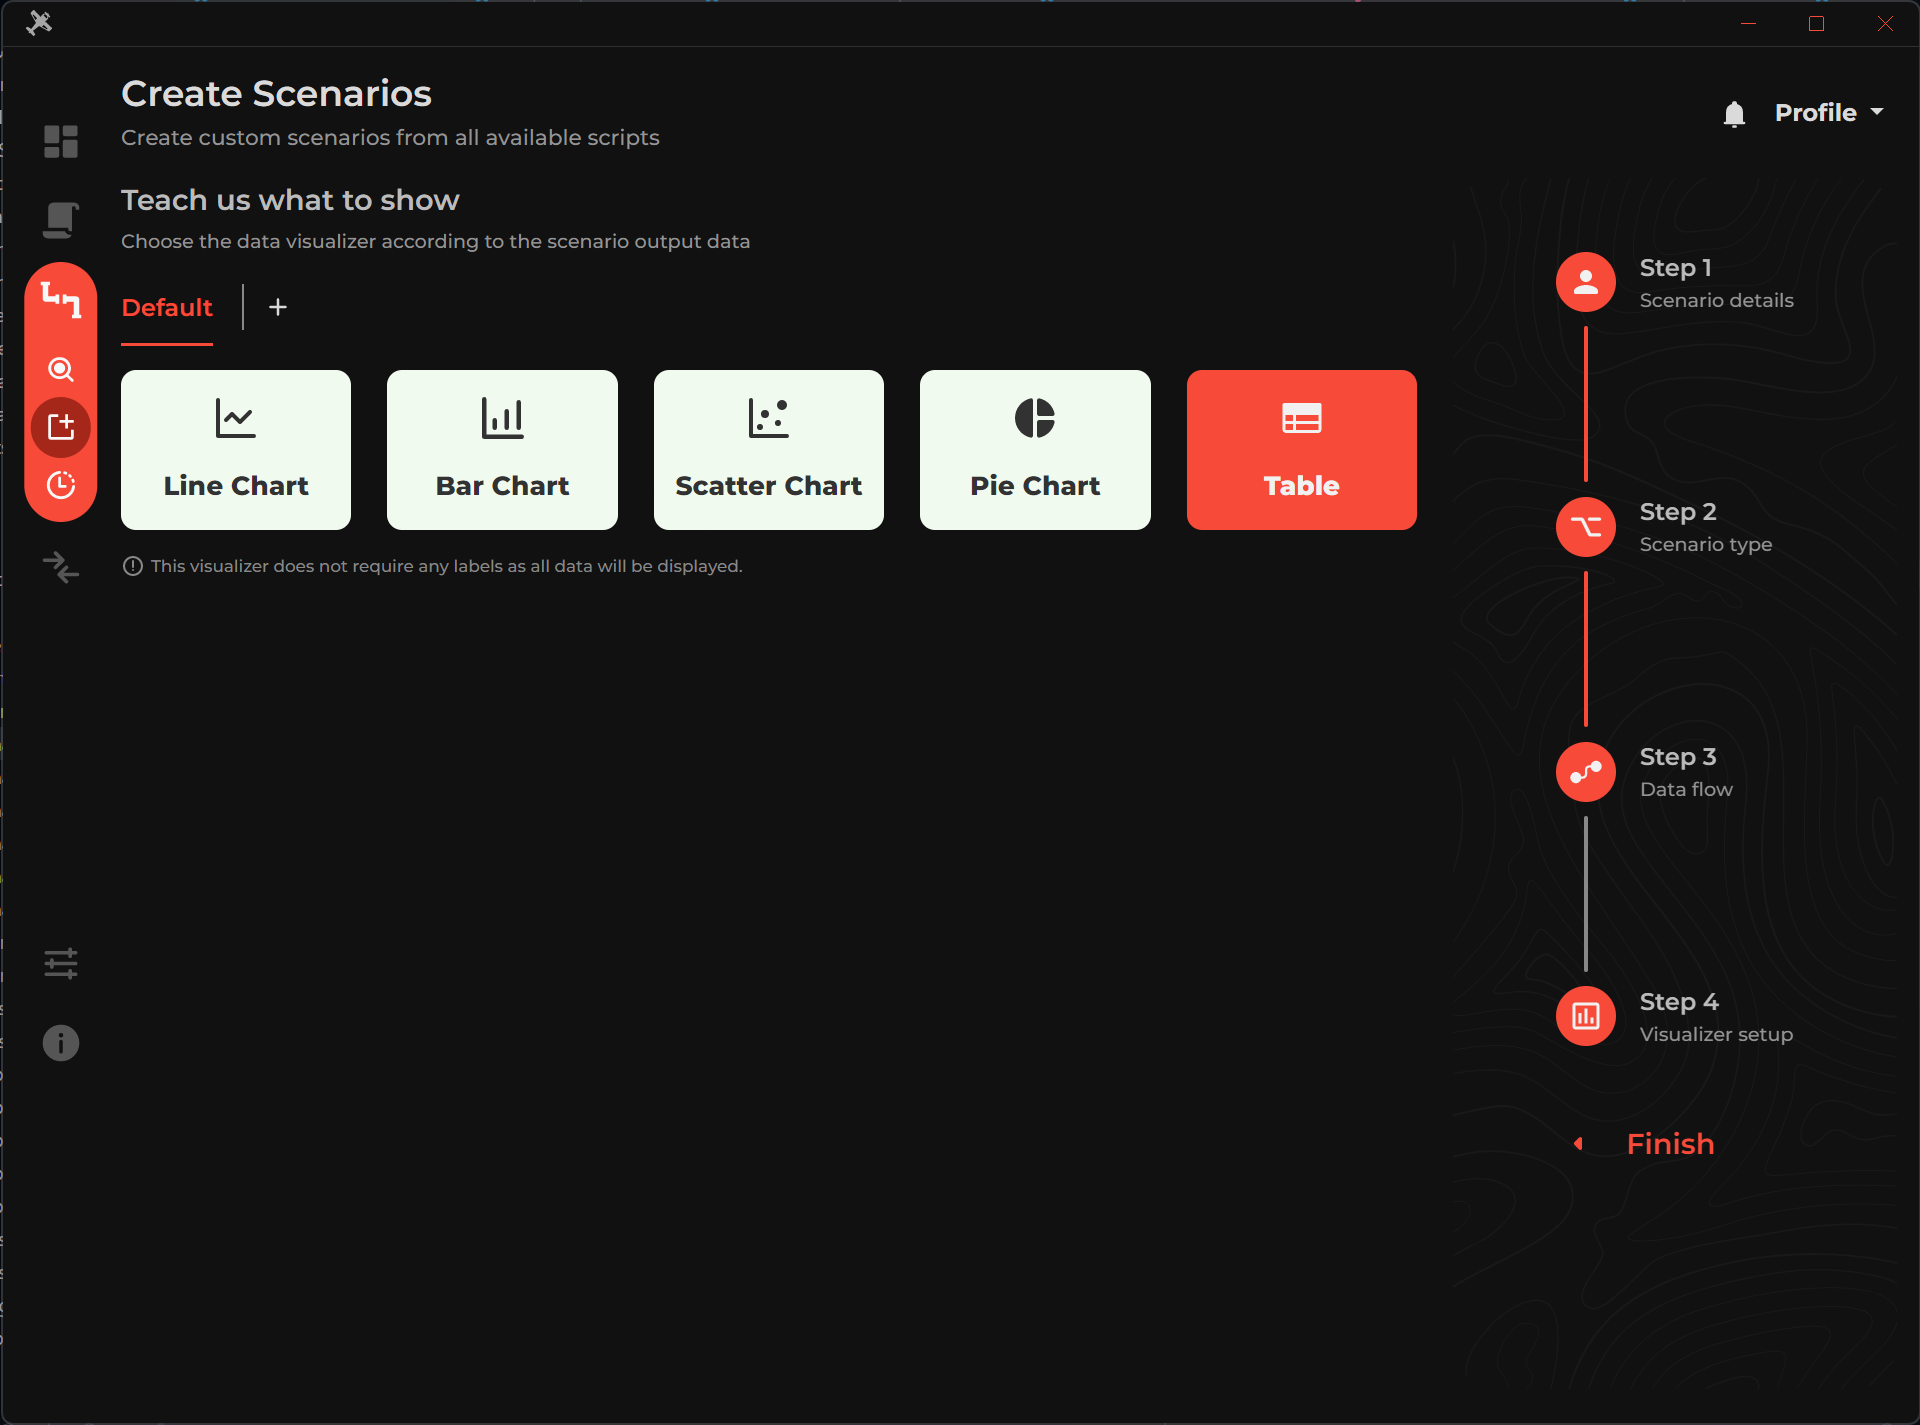 Create Scenarios
Create custom scenarios from all available scripts
Profile
Teach us what to show
Choose the data visualizer according to the scenario output data
Default
+
Line Chart
Bar Chart
Scatter Chart
Pie Chart
Table
This visualizer does not require any labels as all data will be displayed.
Step 1
Scenario details
Step 2
Scenario type
Step 3
Data flow
Step 4
Visualizer setup
Finish